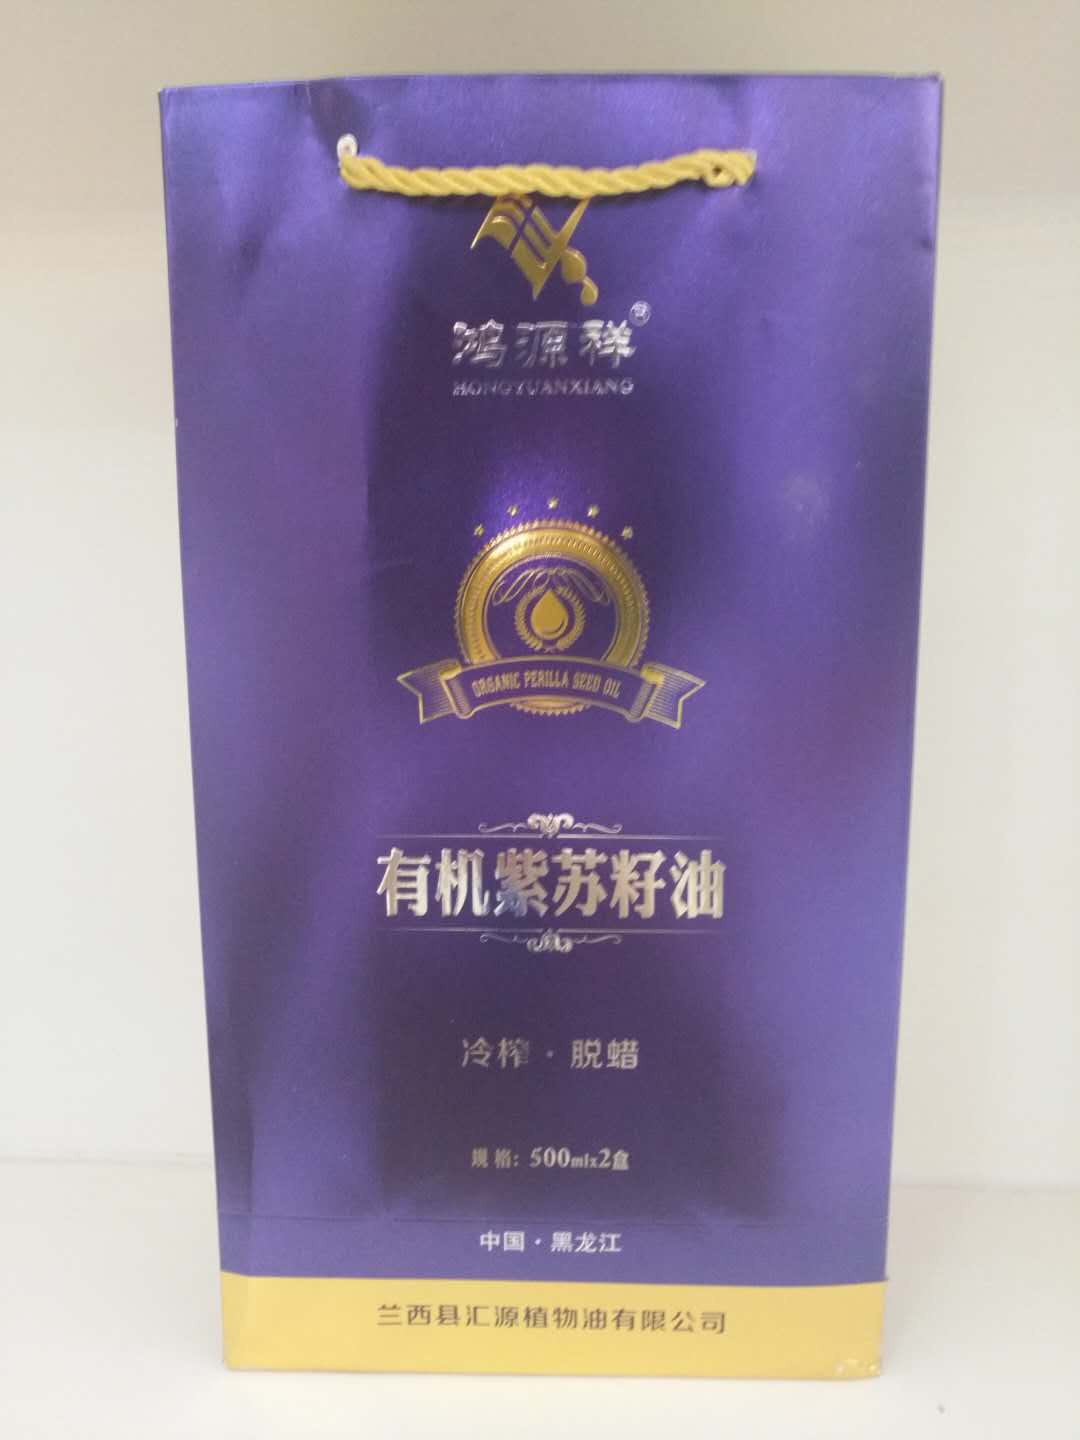 鸿源祥®
HONGYUANXIANG
ORGANIC PERILLA SEED OIL
有机紫苏籽油
冷榨·脱蜡
规格：500mlx2盒
中国·黑龙江
兰西县汇源植物油有限公司